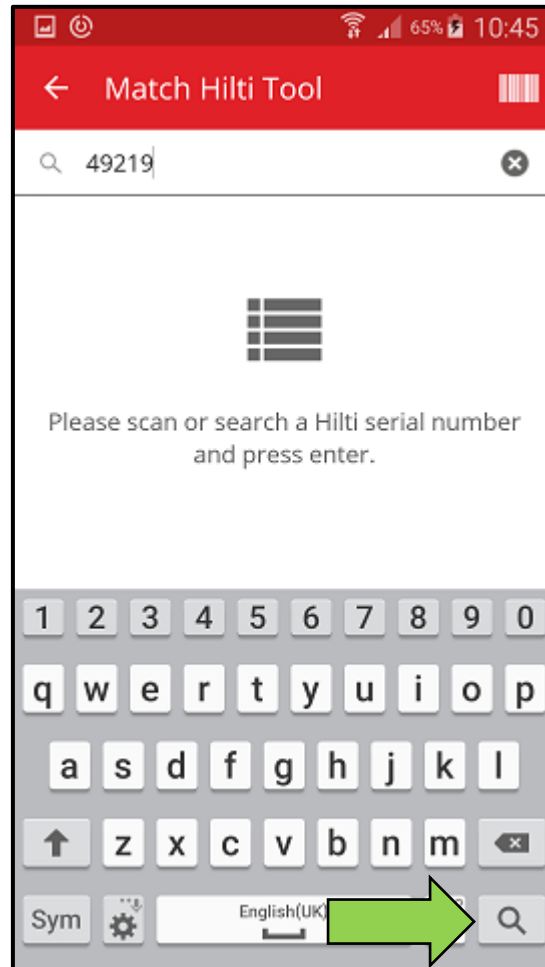 65% 10:45
Match Hilti Tool
49219
Please scan or search a Hilti serial number
and press enter.
1 2 3 4 5 6 7 8 9 0
q w e r t y u i o p
a s d f g h j k l
z x c v b n m
Sym English(UK)